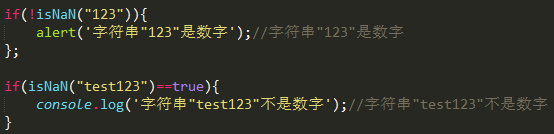 if(!isNaN("123")){
    alert('字符串"123"是数字');//字符串"123"是数字
};
if(isNaN("test123")==true){
    console.log('字符串"test123"不是数字');//字符串"test123"不是数字
}